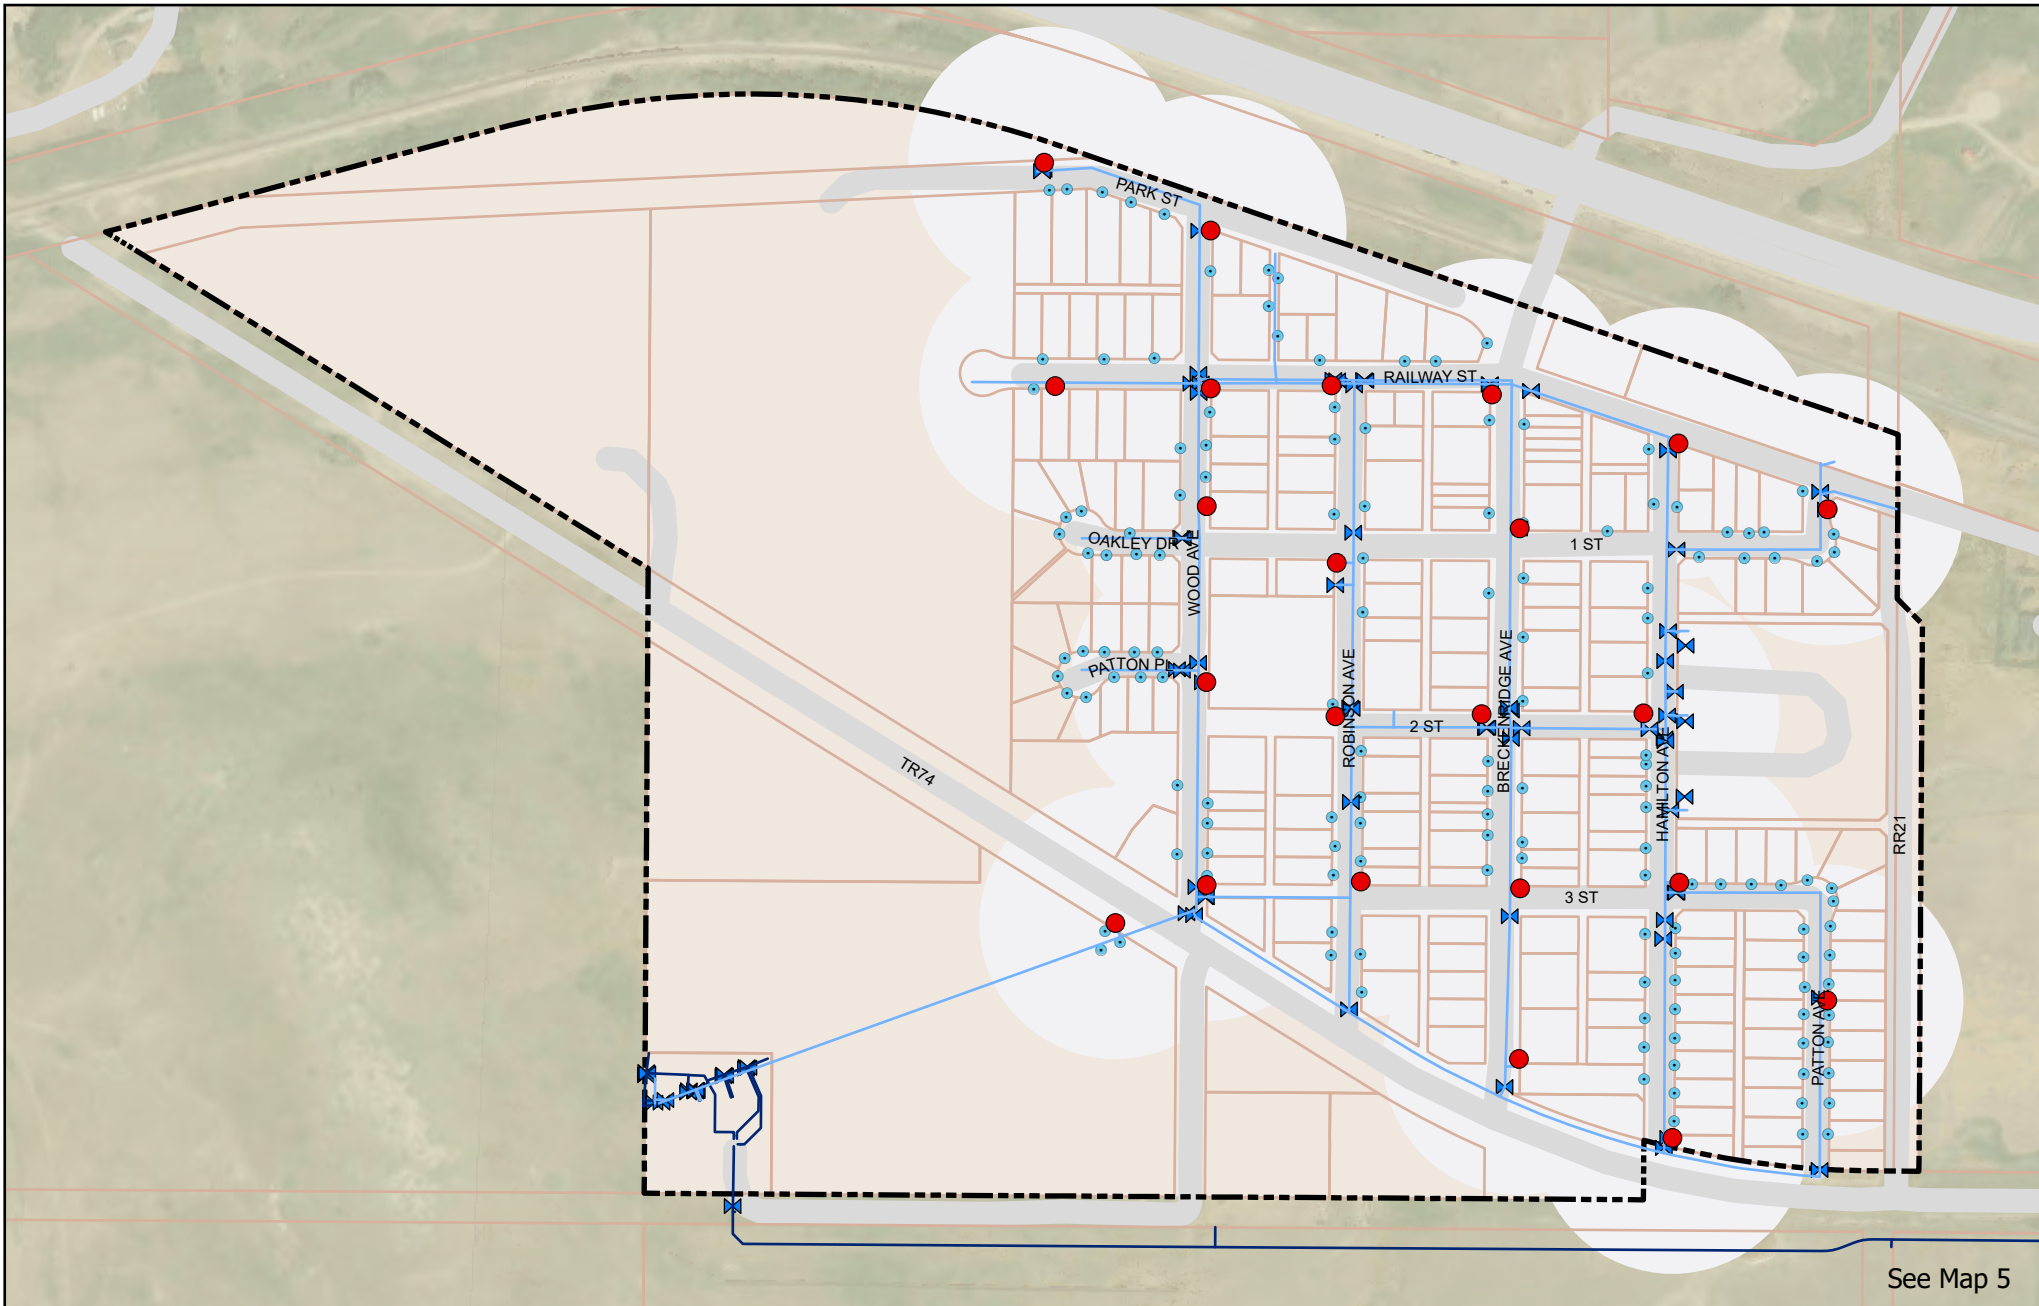 PARK ST
RAILWAY ST
OAKLEY DR
1 ST
WOOD AVE
PATTON PL
ROBINSON AVE
BRECKENRIDGE AVE
2 ST
HAMILTON AVE
TR74
RR21
3 ST
PATTON AVE
See Map 5